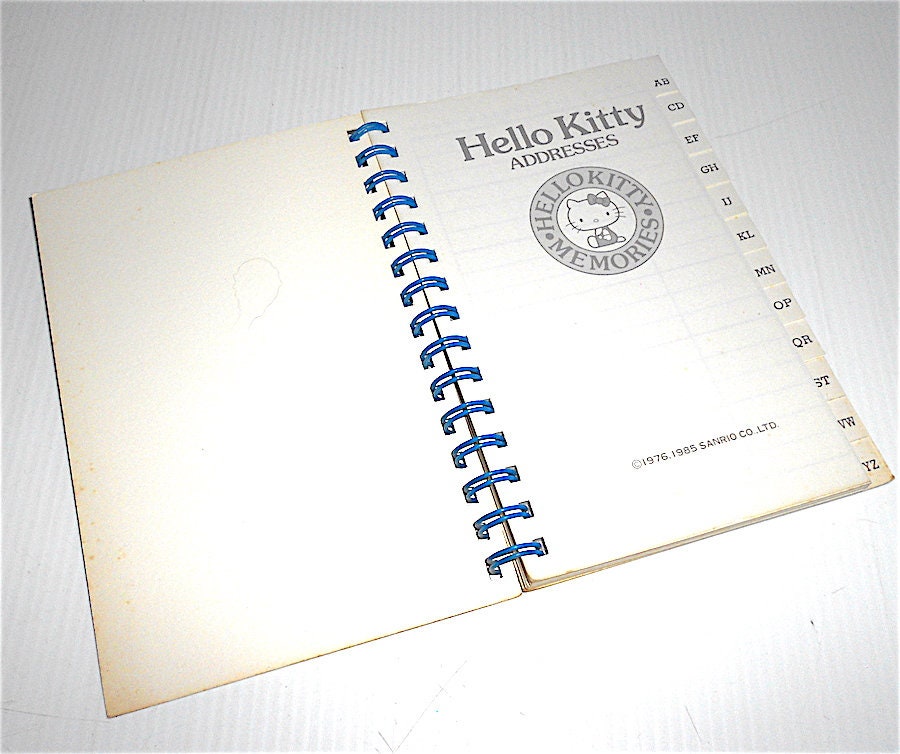 Hello Kitty
ADDRESSES
HELLO KITTY
• MEMORIES •
©1976.1985 SANRIO CO.,LTD.
AB
CD
EF
GH
IJ
KL
MN
OP
QR
ST
VW
YZ